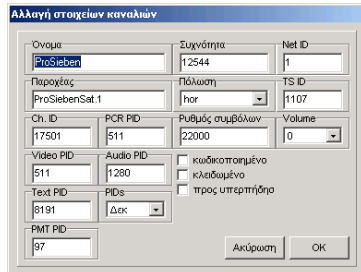 Αλλαγή στοιχείων καναλιών
Όνομα Συχνότητα Net ID
ProSieben 12544 1
Παροχέας Πόλωση TS ID
ProSiebenSat.1 hor 1107
Ch. ID PCR PID Ρυθμός συμβόλων Volume
17501 511 22000 0
Video PID Audio PID κωδικοποιημένο
511 1280 κλειδωμένο
Text PID PIDs προς υπερπήδησ
8191 Δεκ
PMT PID
97 Ακύρωση OK